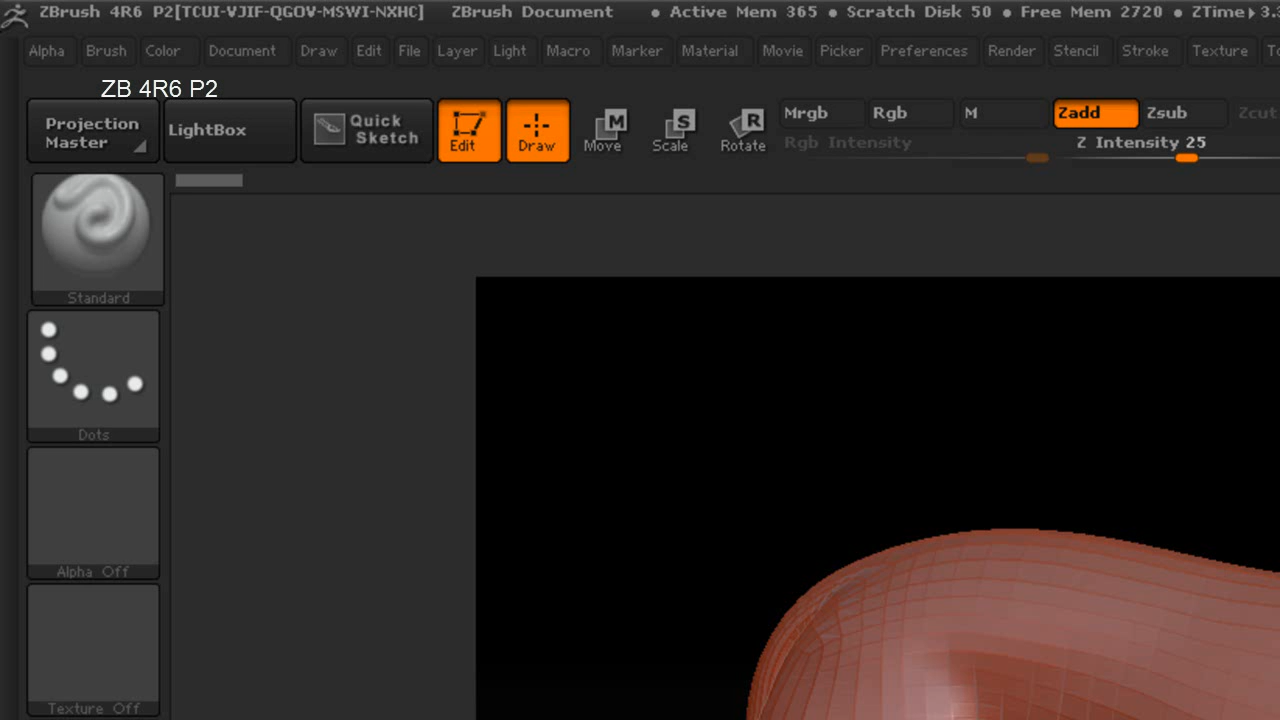 ZBrush 4R6 P2[TCUI-VJIF-QGOV-MSWI-NXHC] ZBrush Document • Active Mem 365 • Scratch Disk 50 • Free Mem 2720 • ZTime▸3.
Alpha Brush Color Document Draw Edit File Layer Light Macro Marker Material Movie Picker Preferences Render Stencil Stroke Texture
ZB 4R6 P2
Projection Master
LightBox
Quick Sketch
Edit
Draw
M
Move
S
Scale
R
Rotate
Mrgb Rgb M Zadd Zsub Zcut
Rgb Intensity Z Intensity 25
Standard
Dots
Alpha Off
Texture Off